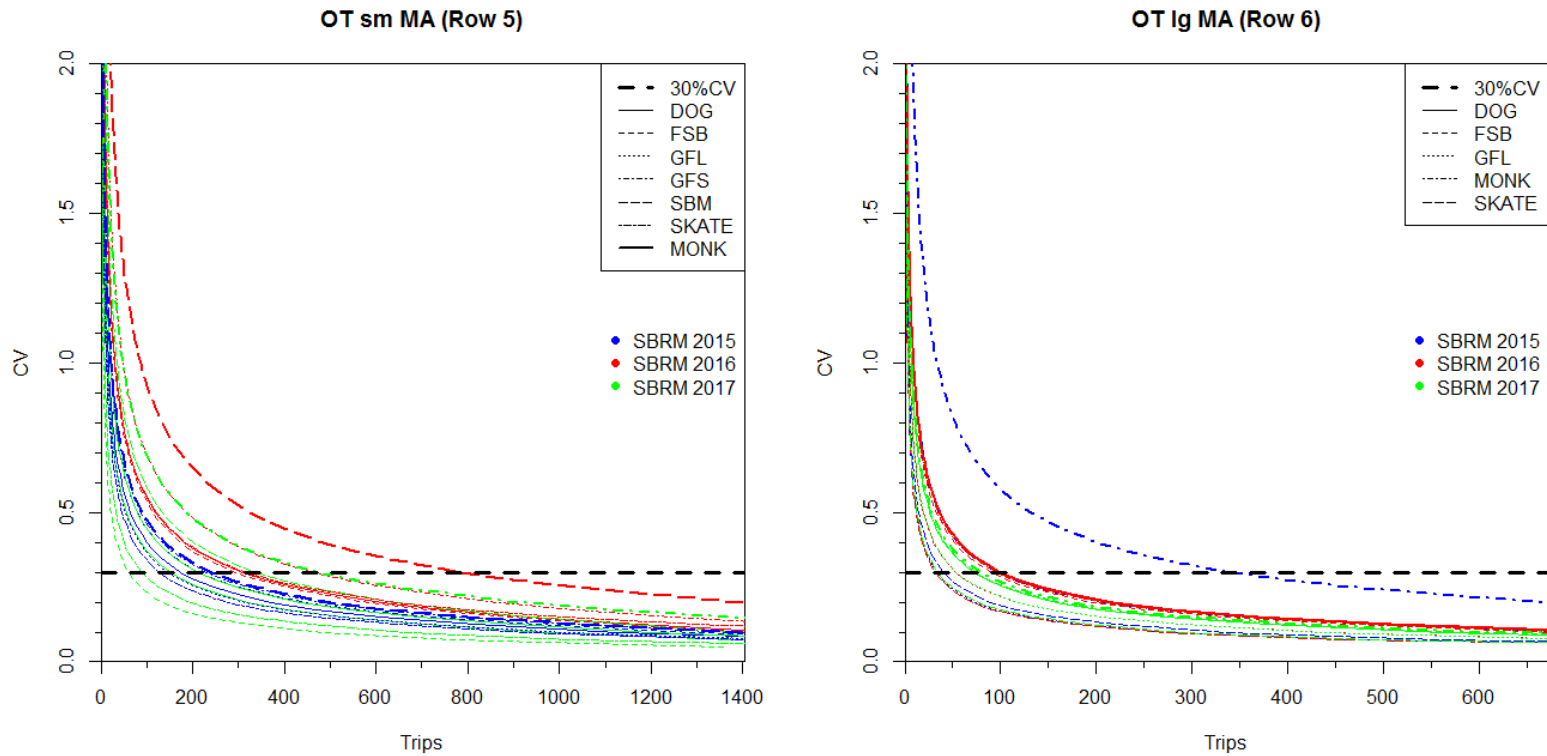 OT sm MA (Row 5)
CV
2.0
1.5
1.0
0.5
0.0
30%CV
DOG
FSB
GFL
GFS
SBM
SKATE
MONK
SBRM 2015
SBRM 2016
SBRM 2017
0 200 400 600 800 1000 1200 1400
Trips
OT lg MA (Row 6)
CV
2.0
1.5
1.0
0.5
0.0
30%CV
DOG
FSB
GFL
MONK
SKATE
SBRM 2015
SBRM 2016
SBRM 2017
0 100 200 300 400 500 600
Trips